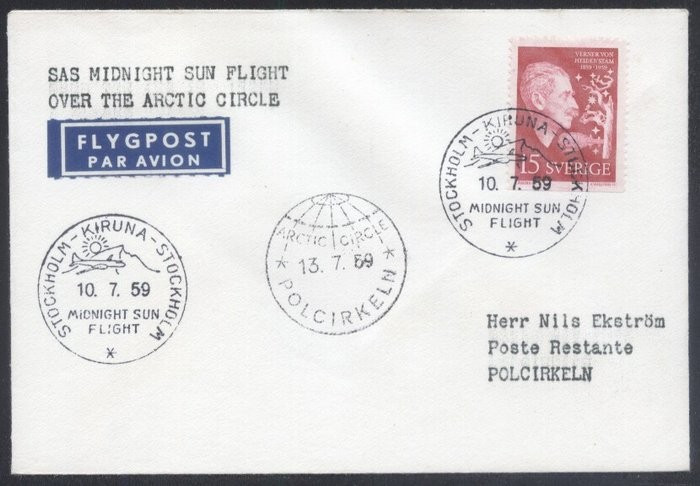 SAS MIDNIGHT SUN FLIGHT
OVER THE ARCTIC CIRCLE
FLYGPOST
PAR AVION
VERNER VON
HEIDENSTAM
1859-1959
15 SVERIGE
STOCKHOLM-KIRUNA-STOCKHOLM
10. 7. 59
MIDNIGHT SUN
FLIGHT
*
STOCKHOLM-KIRUNA-STOCKHOLM
10. 7. 59
MIDNIGHT SUN
FLIGHT
*
ARCTIC CIRCLE
* 13. 7. 59 *
POLCIRKELN
Herr Nils Ekström
Poste Restante
POLCIRKELN